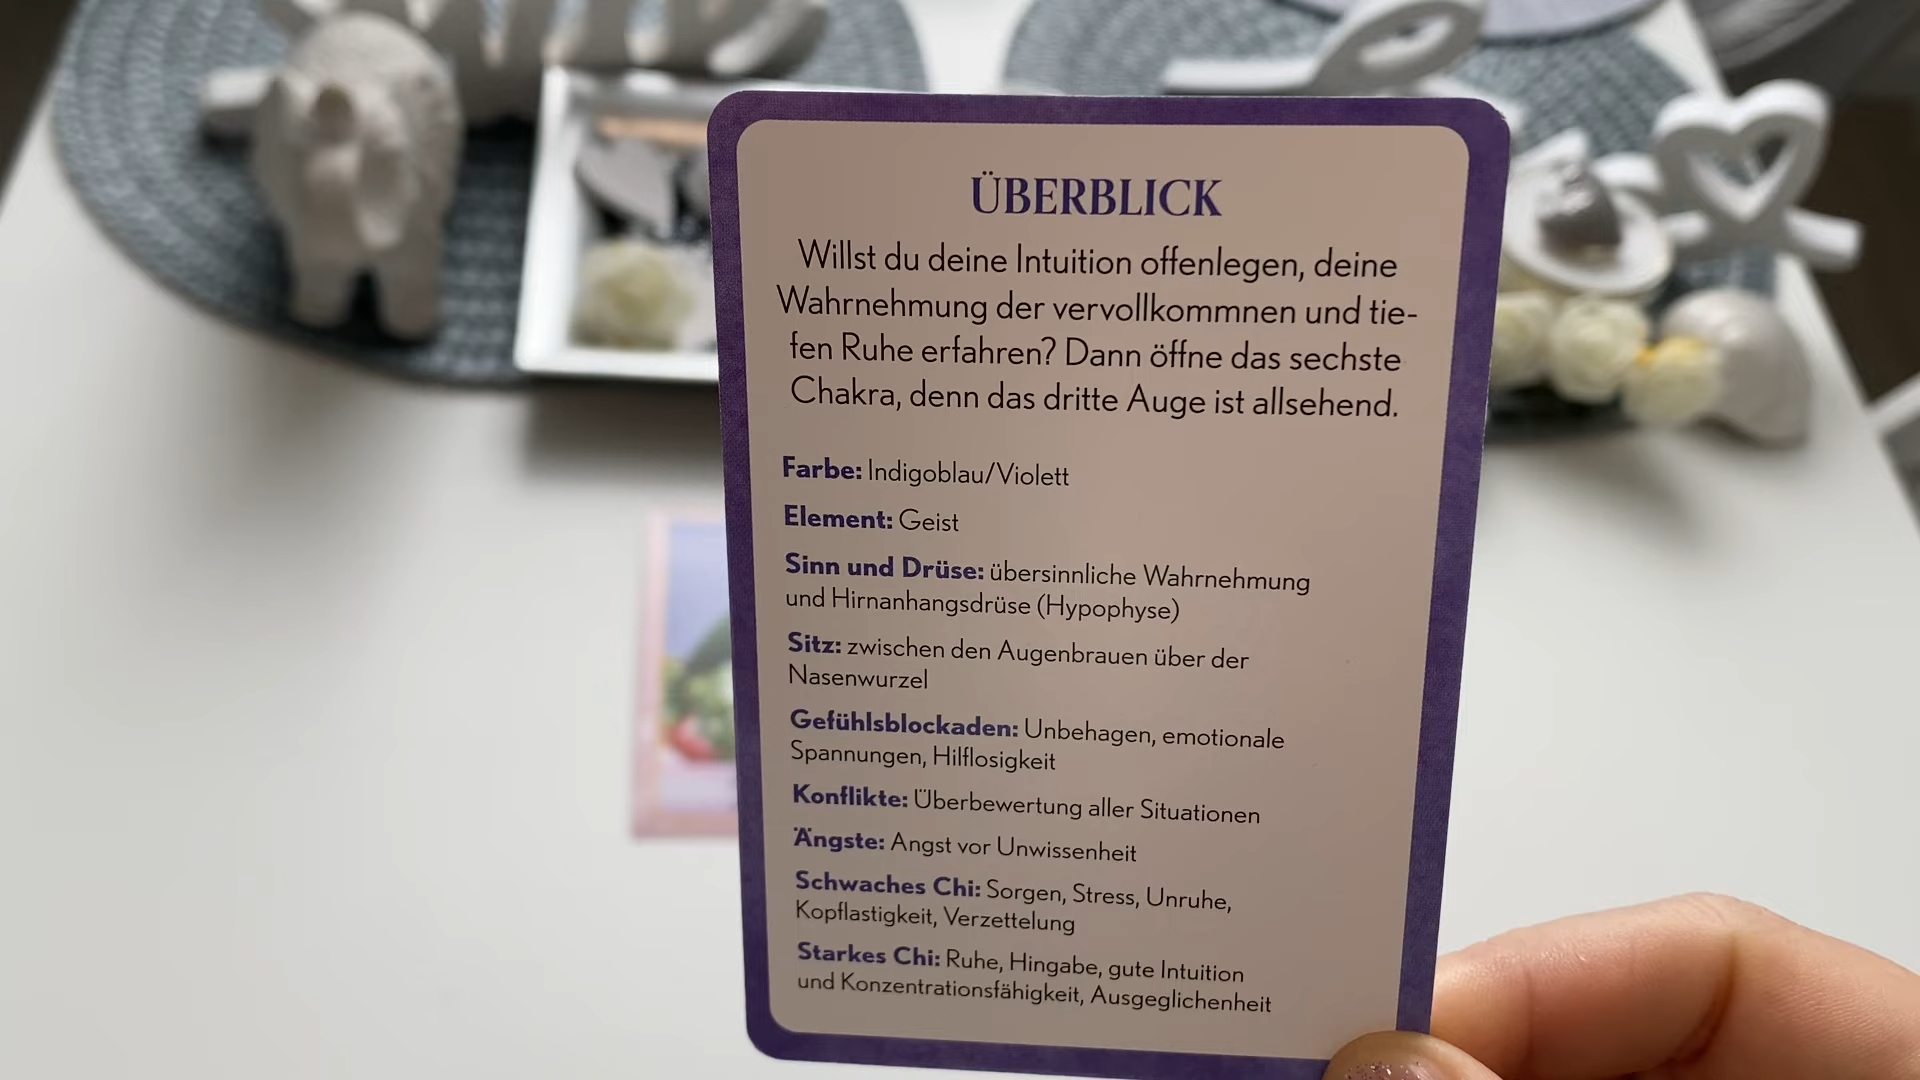 ÜBERBLICK
Willst du deine Intuition offenlegen, deine
Wahrnehmung der vervollkommnen und tie-
fen Ruhe erfahren? Dann öffne das sechste
Chakra, denn das dritte Auge ist allsehend.
Farbe: Indigoblau/Violett
Element: Geist
Sinn und Drüse: übersinnliche Wahrnehmung
und Hirnanhangsdrüse (Hypophyse)
Sitz: zwischen den Augenbrauen über der
Nasenwurzel
Gefühlsblockaden: Unbehagen, emotionale
Spannungen, Hilflosigkeit
Konflikte: Überbewertung aller Situationen
Ängste: Angst vor Unwissenheit
Schwaches Chi: Sorgen, Stress, Unruhe,
Kopflastigkeit, Verzettelung
Starkes Chi: Ruhe, Hingabe, gute Intuition
und Konzentrationsfähigkeit, Ausgeglichenheit